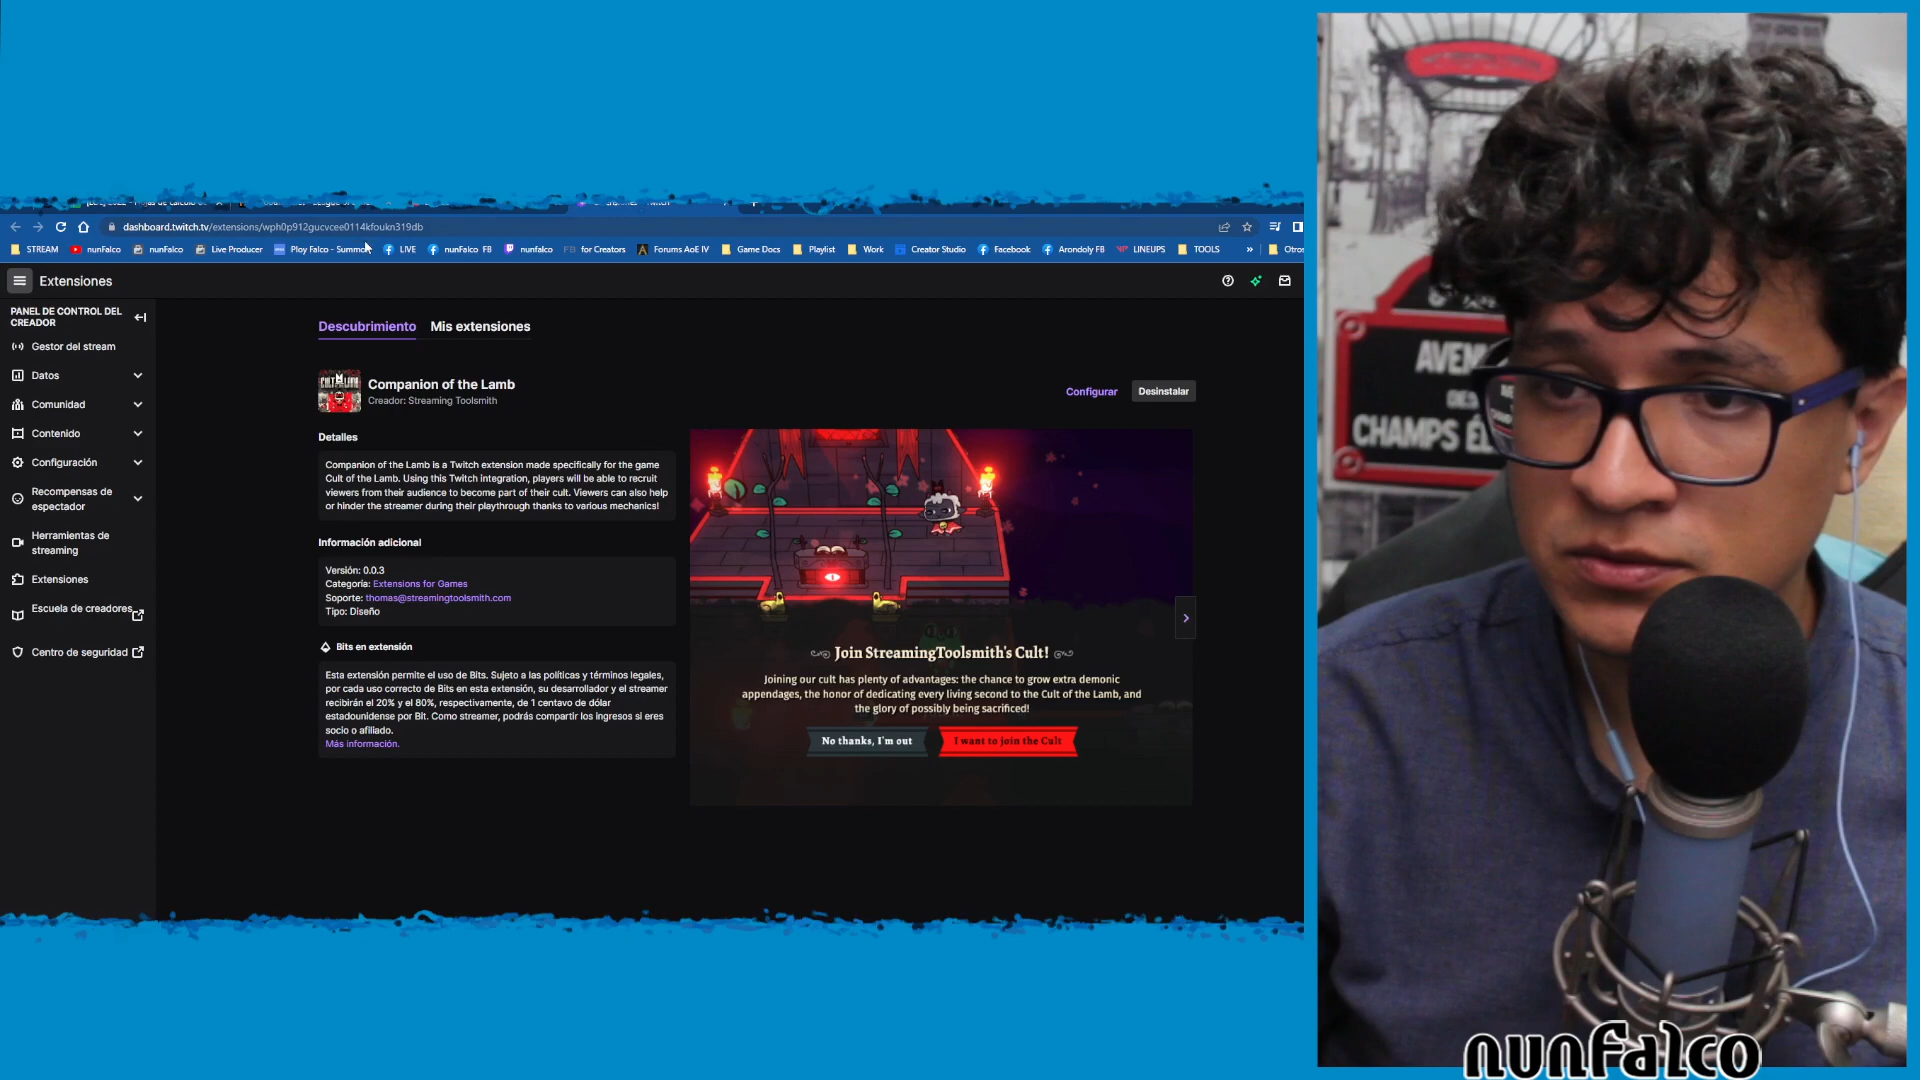 dashboard.twitch.tv/extensions/wph0p912gucvcee0114kfoukn319db
STREAM nunFalco nunFalco Live Producer Ploy Falco - Summon LIVE nunFalco FB nunfalco FB for Creators Forums AoE IV Game Docs Playlist Work Creator Studio Facebook Arondoly FB LINEUPS TOOLS » Otros
Extensiones
PANEL DE CONTROL DEL
CREADOR
Gestor del stream
Datos
Comunidad
Contenido
Configuración
Recompensas de
espectador
Herramientas de
streaming
Extensiones
Escuela de creadores
Centro de seguridad
Descubrimiento Mis extensiones
Companion of the Lamb
Creador: Streaming Toolsmith
Configurar Desinstalar
Detalles
Companion of the Lamb is a Twitch extension made specifically for the game
Cult of the Lamb. Using this Twitch integration, players will be able to recruit
viewers from their audience to become part of their cult. Viewers can also help
or hinder the streamer during their playthrough thanks to various mechanics!
Información adicional
Versión: 0.0.3
Categoría: Extensions for Games
Soporte: thomas@streamingtoolsmith.com
Tipo: Diseño
Bits en extensión
Esta extensión permite el uso de Bits. Sujeto a las políticas y términos legales,
por cada uso correcto de Bits en esta extensión, su desarrollador y el streamer
recibirán el 20% y el 80%, respectivamente, de 1 centavo de dólar
estadounidense por Bit. Como streamer, podrás compartir los ingresos si eres
socio o afiliado.
Más información.
Join StreamingToolsmith's Cult!
Joining our cult has plenty of advantages: the chance to grow extra demonic
appendages, the honor of dedicating every living second to the Cult of the Lamb, and
the glory of possibly being sacrificed!
No thanks, I'm out
I want to join the Cult
CHAMPS
nunfalco